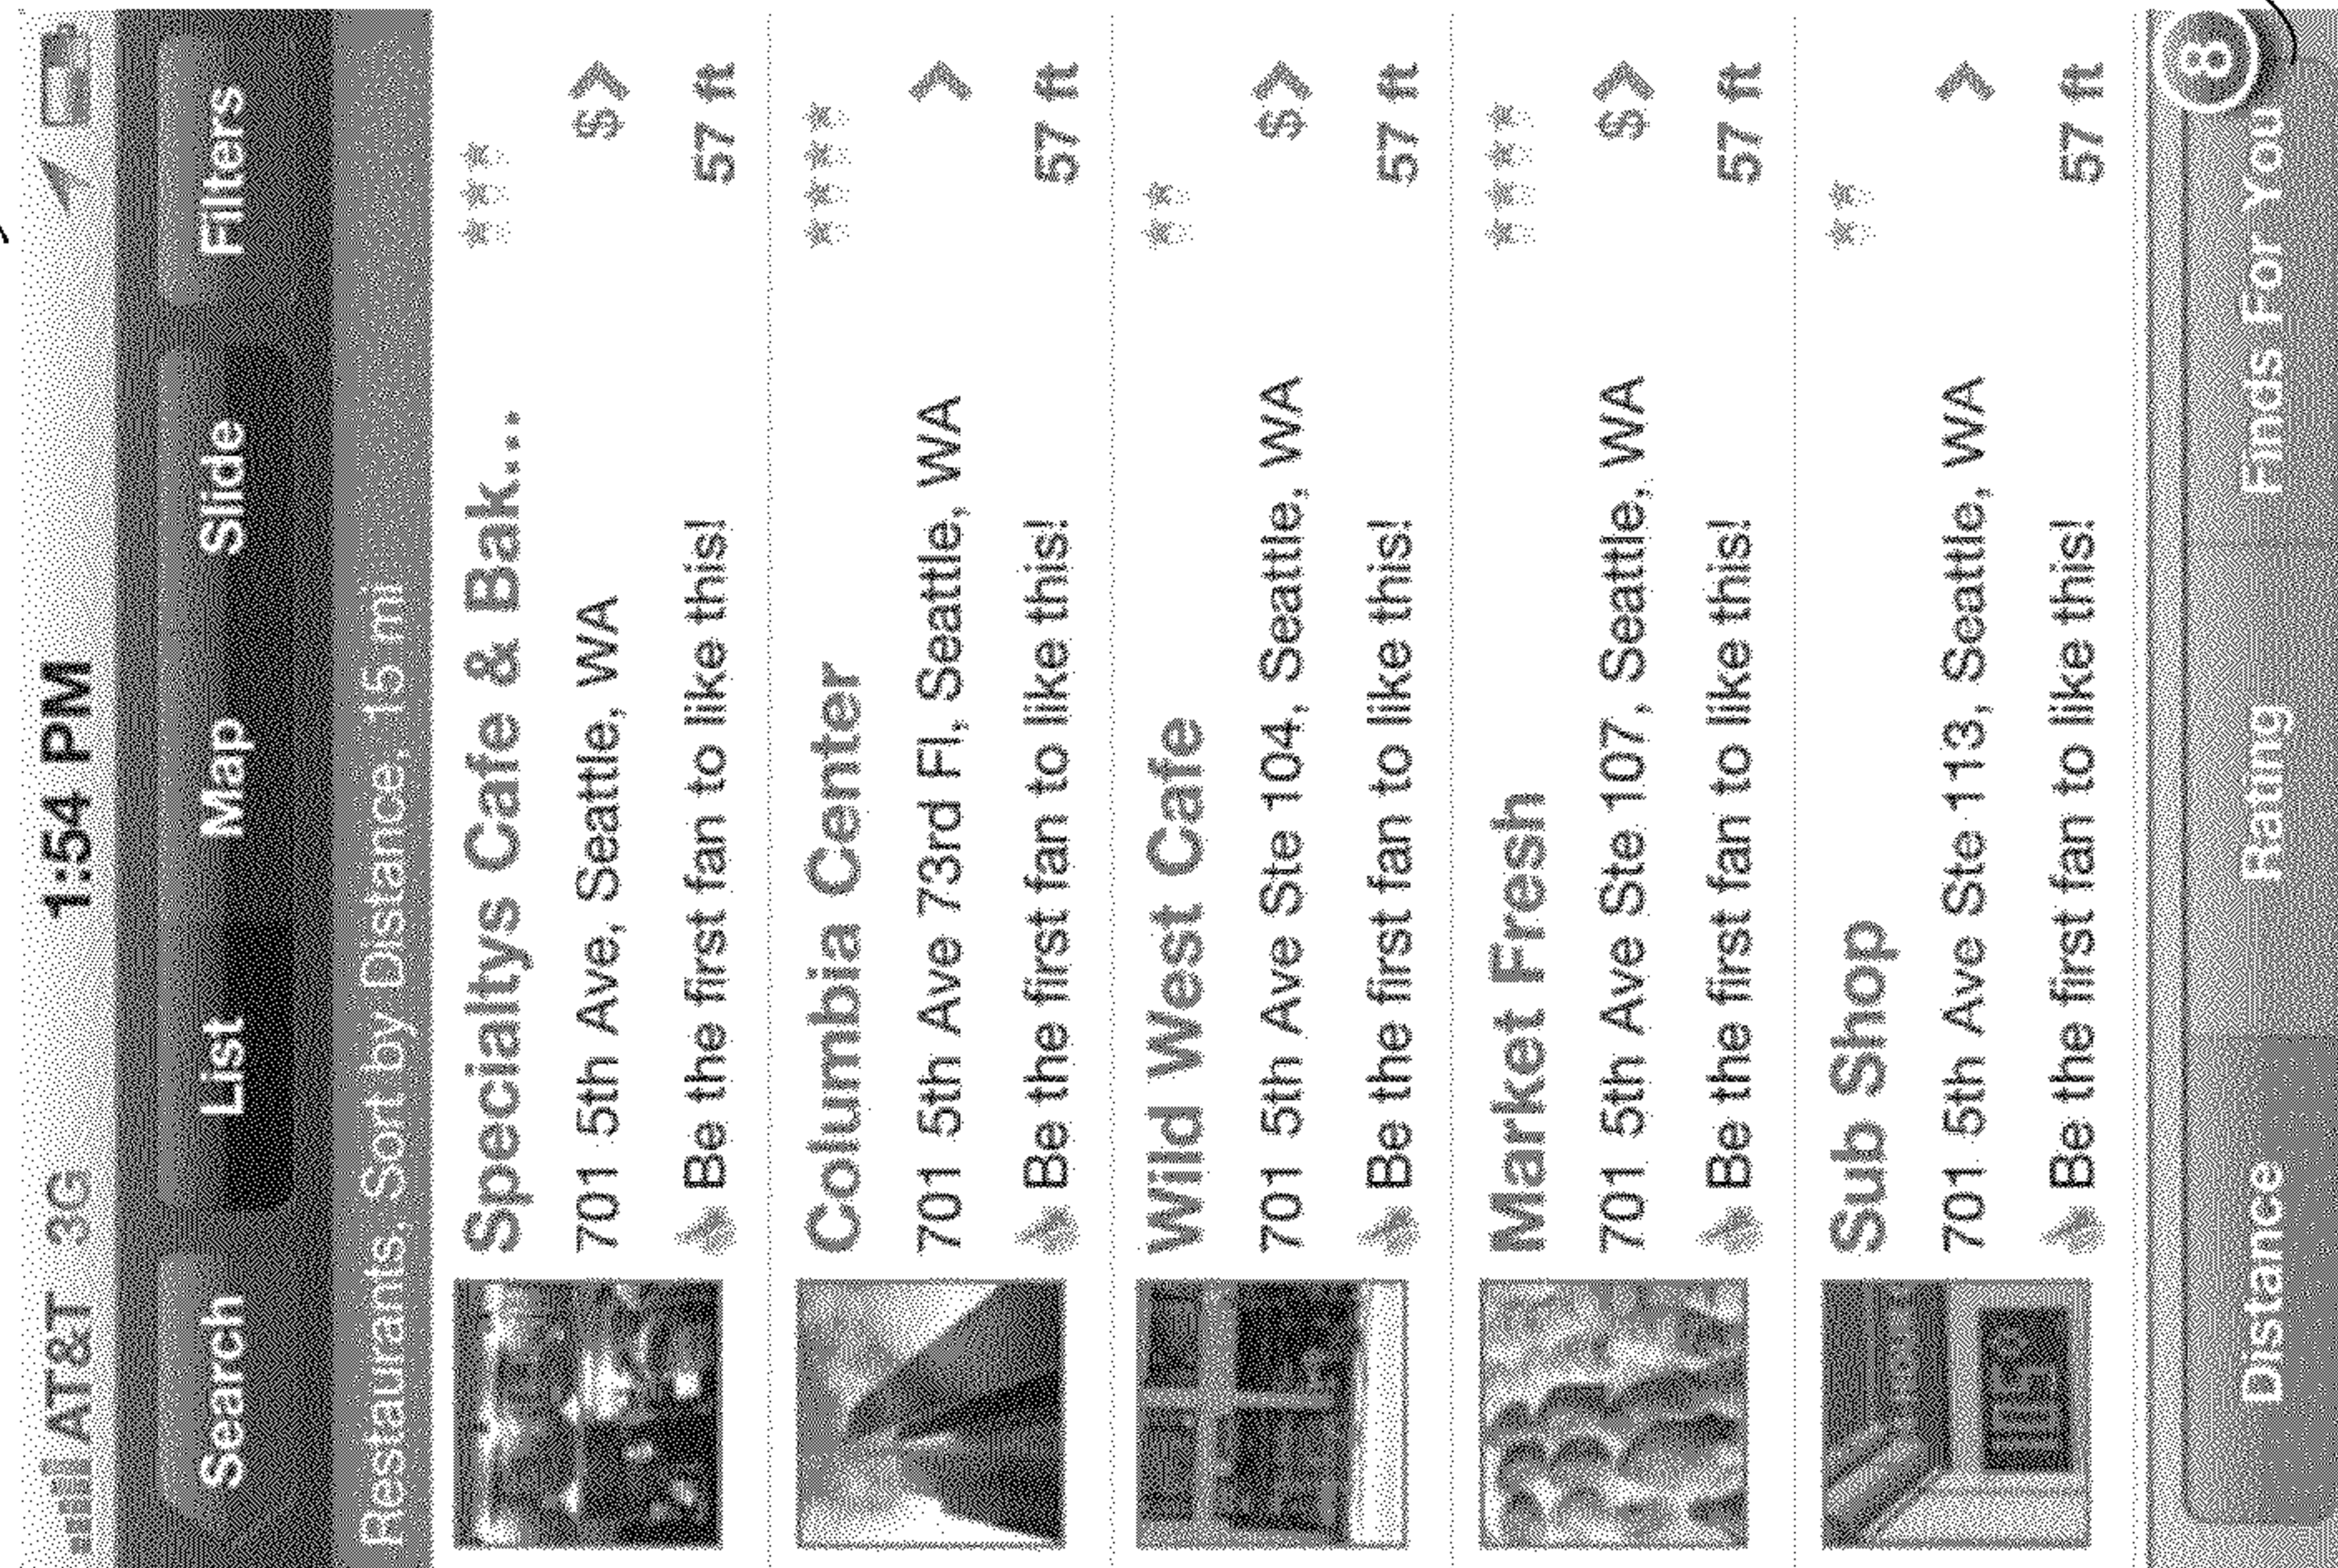 AT&T 3G 1:54 PM
Search List Map Slide Filters
Restaurants, Sort by Distance, 15 mi
Specialtys Cafe & Bak...
701 5th Ave, Seattle, WA $
Be the first fan to like this! 57 ft
Columbia Center
701 5th Ave 73rd Fl, Seattle, WA
Be the first fan to like this! 57 ft
Wild West Cafe
701 5th Ave Ste 104, Seattle, WA $
Be the first fan to like this! 57 ft
Market Fresh
701 5th Ave Ste 107, Seattle, WA $
Be the first fan to like this! 57 ft
Sub Shop
701 5th Ave Ste 113, Seattle, WA
Be the first fan to like this! 57 ft
Distance Rating Finds For You 8